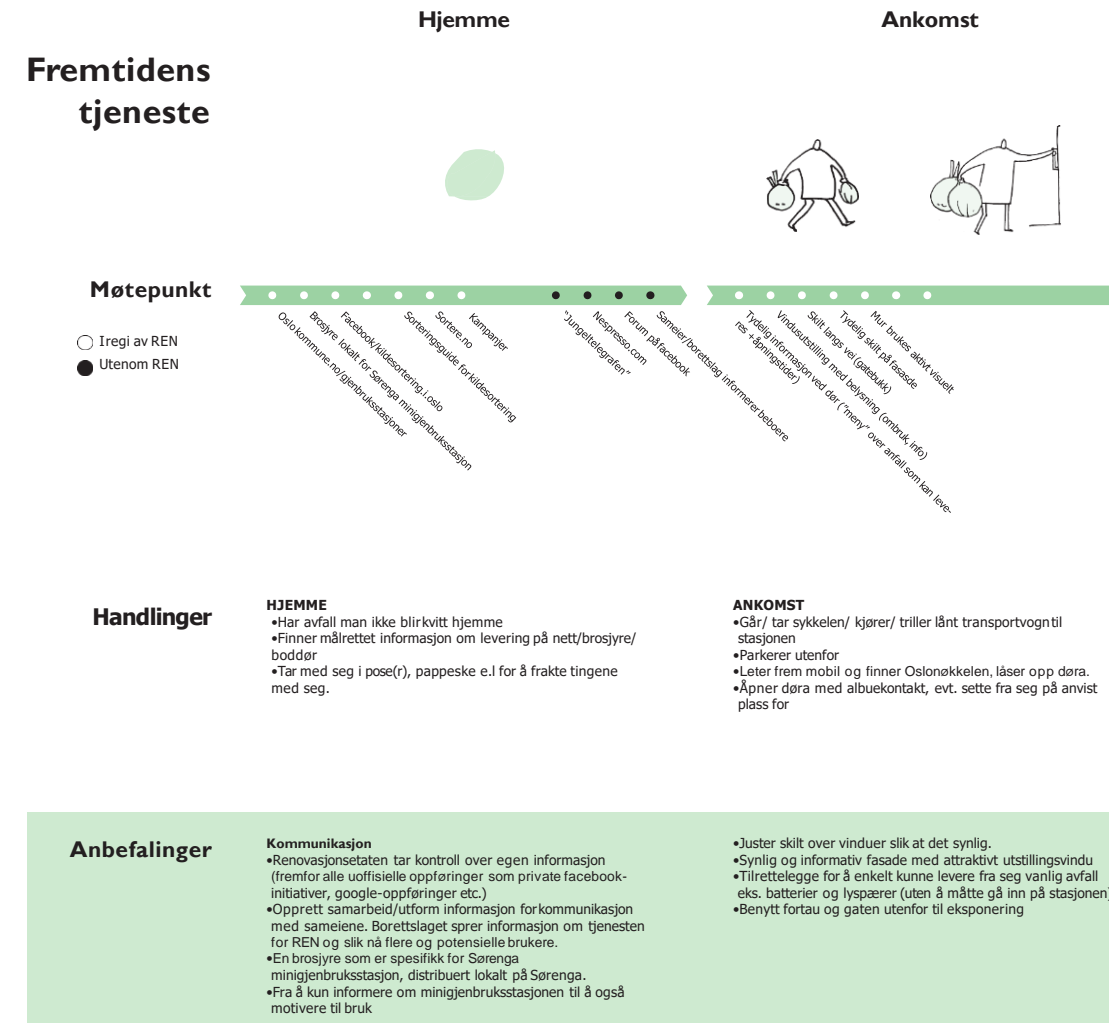 Hjemme
Ankomst
Fremtidens
tjeneste
Møtepunkt
Iregi av REN
Utenom REN
Oslo kommune.no/gjenbruksstasjoner
Brosjyre lokalt for Sørenga minigjenbruksstasjon
Facebook/kildesortering.i.oslo
Sorteringsguide for kildesortering
Sortere.no
Kampanjer
"Jungeltelegrafen"
Nespresso.com
Forum på facebook
Sameier/borettslag informerer beboere
Tydelig informasjon ved dør ("meny" over anfall som kan leve-
res + åpningstider)
Vindusutstilling med belysning (ombruk, info)
Skilt langs vei (gatebukk)
Tydelig skilt på fasasde
Mur brukes aktivt visuelt
Handlinger
HJEMME
•Har avfall man ikke blir kvitt hjemme
•Finner målrettet informasjon om levering på nett/brosjyre/
boddør
•Tar med seg i pose(r), pappeske e.l for å frakte tingene
med seg.
ANKOMST
•Går/ tar sykkelen/ kjører/ triller lånt transportvogn til
stasjonen
•Parkerer utenfor
•Leter frem mobil og finner Oslonøkkelen, låser opp døra.
•Åpner døra med albuekontakt, evt. sette fra seg på anvist
plass for
Anbefalinger
Kommunikasjon
•Renovasjonsetaten tar kontroll over egen informasjon
(fremfor alle uoffisielle oppføringer som private facebook-
initiativer, google-oppføringer etc.)
•Opprett samarbeid/utform informasjon for kommunikasjon
med sameiene. Borettslaget sprer informasjon om tjenesten
for REN og slik nå flere og potensielle brukere.
•En brosjyre som er spesifikk for Sørenga
minigjenbruksstasjon, distribuert lokalt på Sørenga.
•Fra å kun informere om minigjenbruksstasjonen til å også
motivere til bruk
•Juster skilt over vinduer slik at det synlig.
•Synlig og informativ fasade med attraktivt utstillingsvindu
•Tilrettelegge for å enkelt kunne levere fra seg vanlig avfall
eks. batterier og lyspærer (uten å måtte gå inn på stasjonen)
•Benytt fortau og gaten utenfor til eksponering